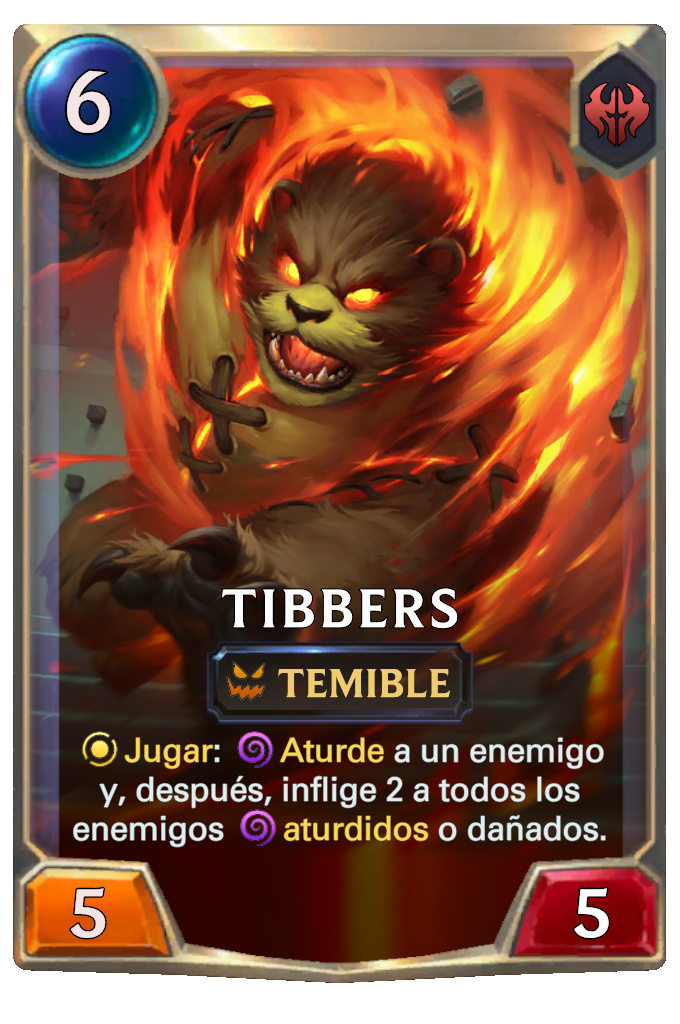 6
TIBBERS
TEMIBLE
Jugar: Aturde a un enemigo
y, después, inflige 2 a todos los
enemigos aturdidos o dañados.
5 5